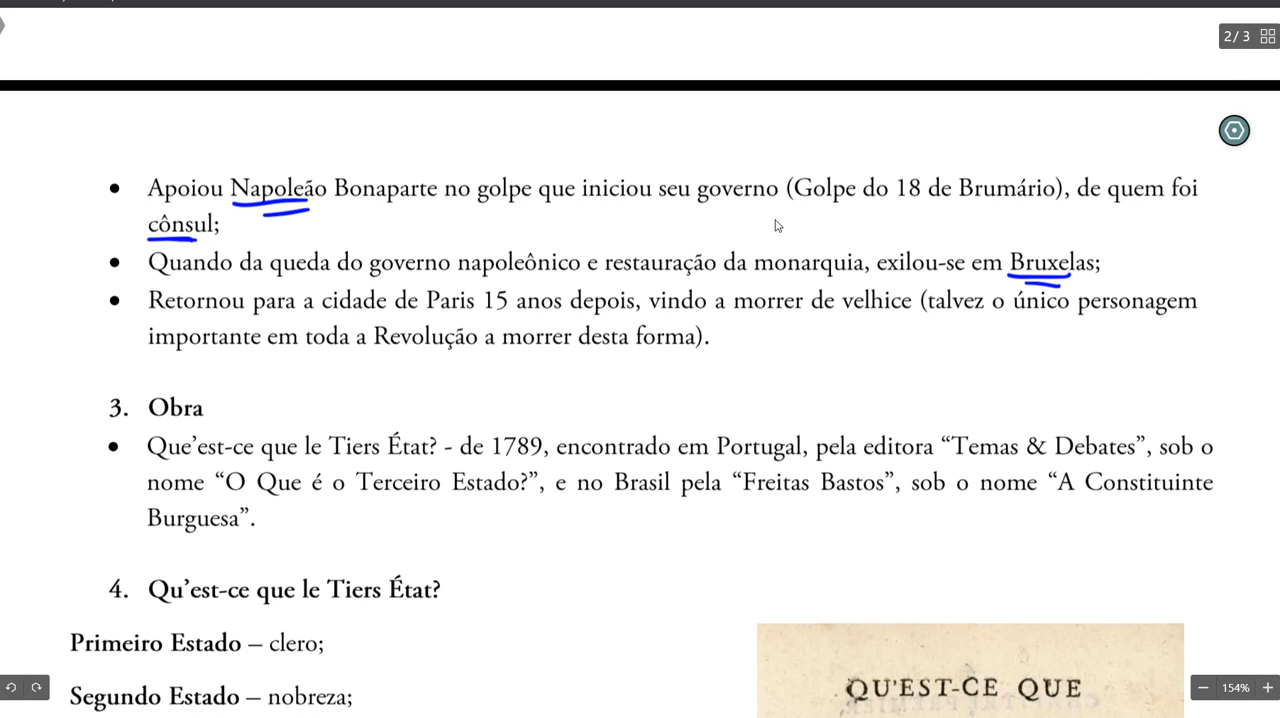 2/3
• Apoiou Napoleão Bonaparte no golpe que iniciou seu governo (Golpe do 18 de Brumário), de quem foi
cônsul;
• Quando da queda do governo napoleônico e restauração da monarquia, exilou-se em Bruxelas;
• Retornou para a cidade de Paris 15 anos depois, vindo a morrer de velhice (talvez o único personagem
importante em toda a Revolução a morrer desta forma).
3. Obra
• Que’est-ce que le Tiers État? - de 1789, encontrado em Portugal, pela editora “Temas & Debates”, sob o
nome “O Que é o Terceiro Estado?”, e no Brasil pela “Freitas Bastos”, sob o nome “A Constituinte
Burguesa”.
4. Qu’est-ce que le Tiers État?
Primeiro Estado – clero;
Segundo Estado – nobreza;
QU'EST-CE QUE
154%